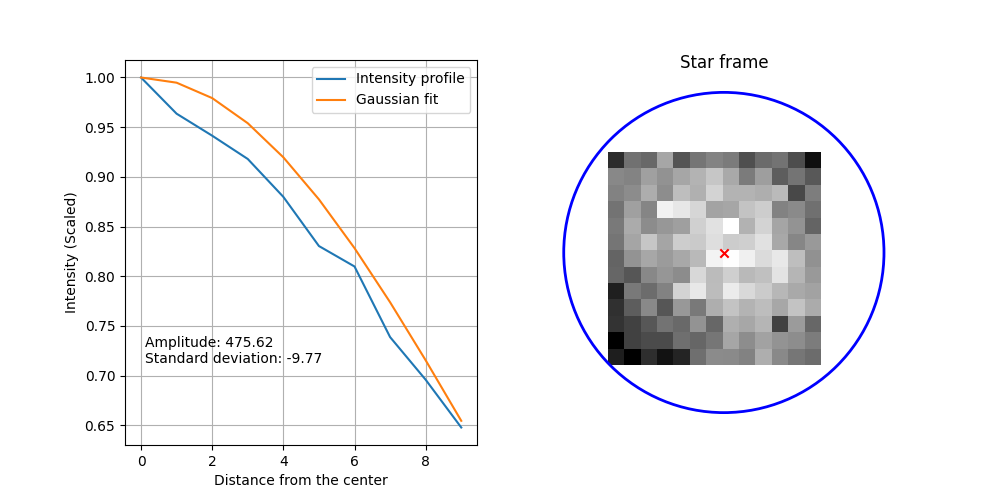 Star frame
Intensity profile
Gaussian fit
Intensity (Scaled)
1.00
0.95
0.90
0.85
0.80
0.75
0.70
0.65
Amplitude: 475.62
Standard deviation: -9.77
0 2 4 6 8
Distance from the center